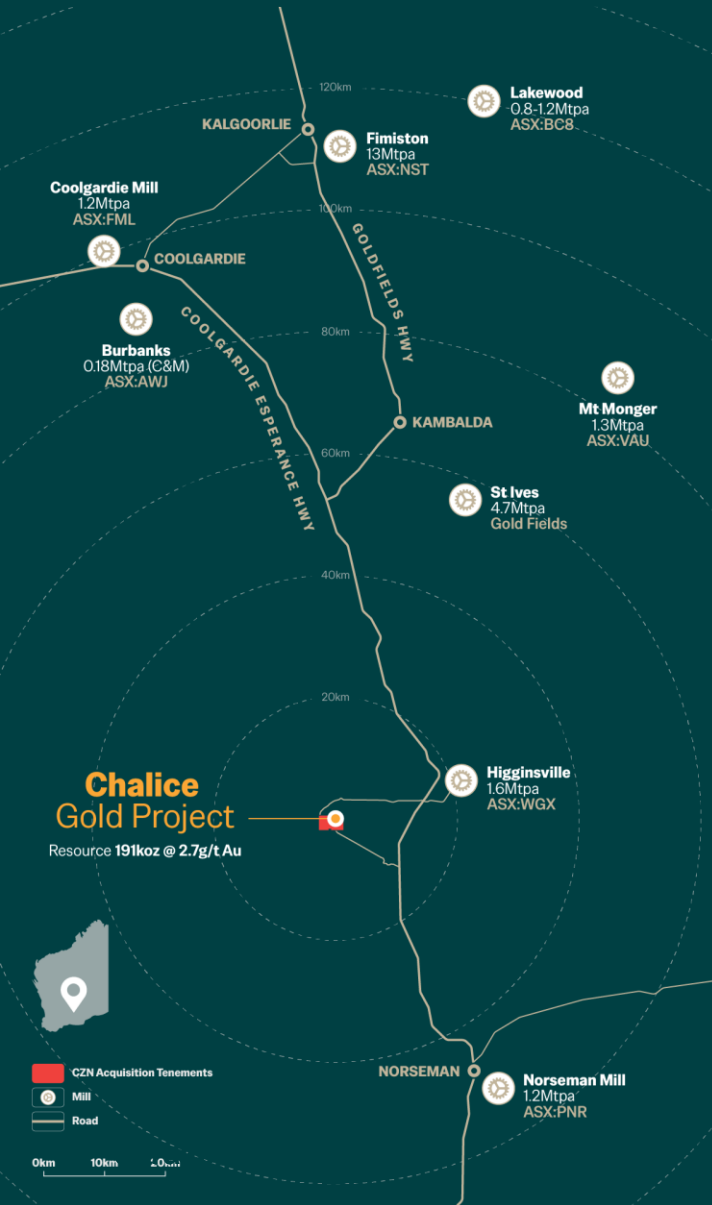 120km
Lakewood
0.8-1.2Mtpa
ASX:BC8
KALGOORLIE
Fimiston
13Mtpa
ASX:NST
Coolgardie Mill
1.2Mtpa
ASX:FML
100km
COOLGARDIE
GOLDFIELDS HWY
COOLGARDIE ESPERANCE HWY
80km
Burbanks
0.18Mtpa (C&M)
ASX:AWJ
Mt Monger
1.3Mtpa
ASX:VAU
KAMBALDA
60km
St Ives
4.7Mtpa
Gold Fields
40km
20km
Higginsville
1.6Mtpa
ASX:WGX
Chalice
Gold Project
Resource 191koz @ 2.7g/t Au
NORSEMAN
Norseman Mill
1.2Mtpa
ASX:PNR
CZN Acquisition Tenements
Mill
Road
0km 10km